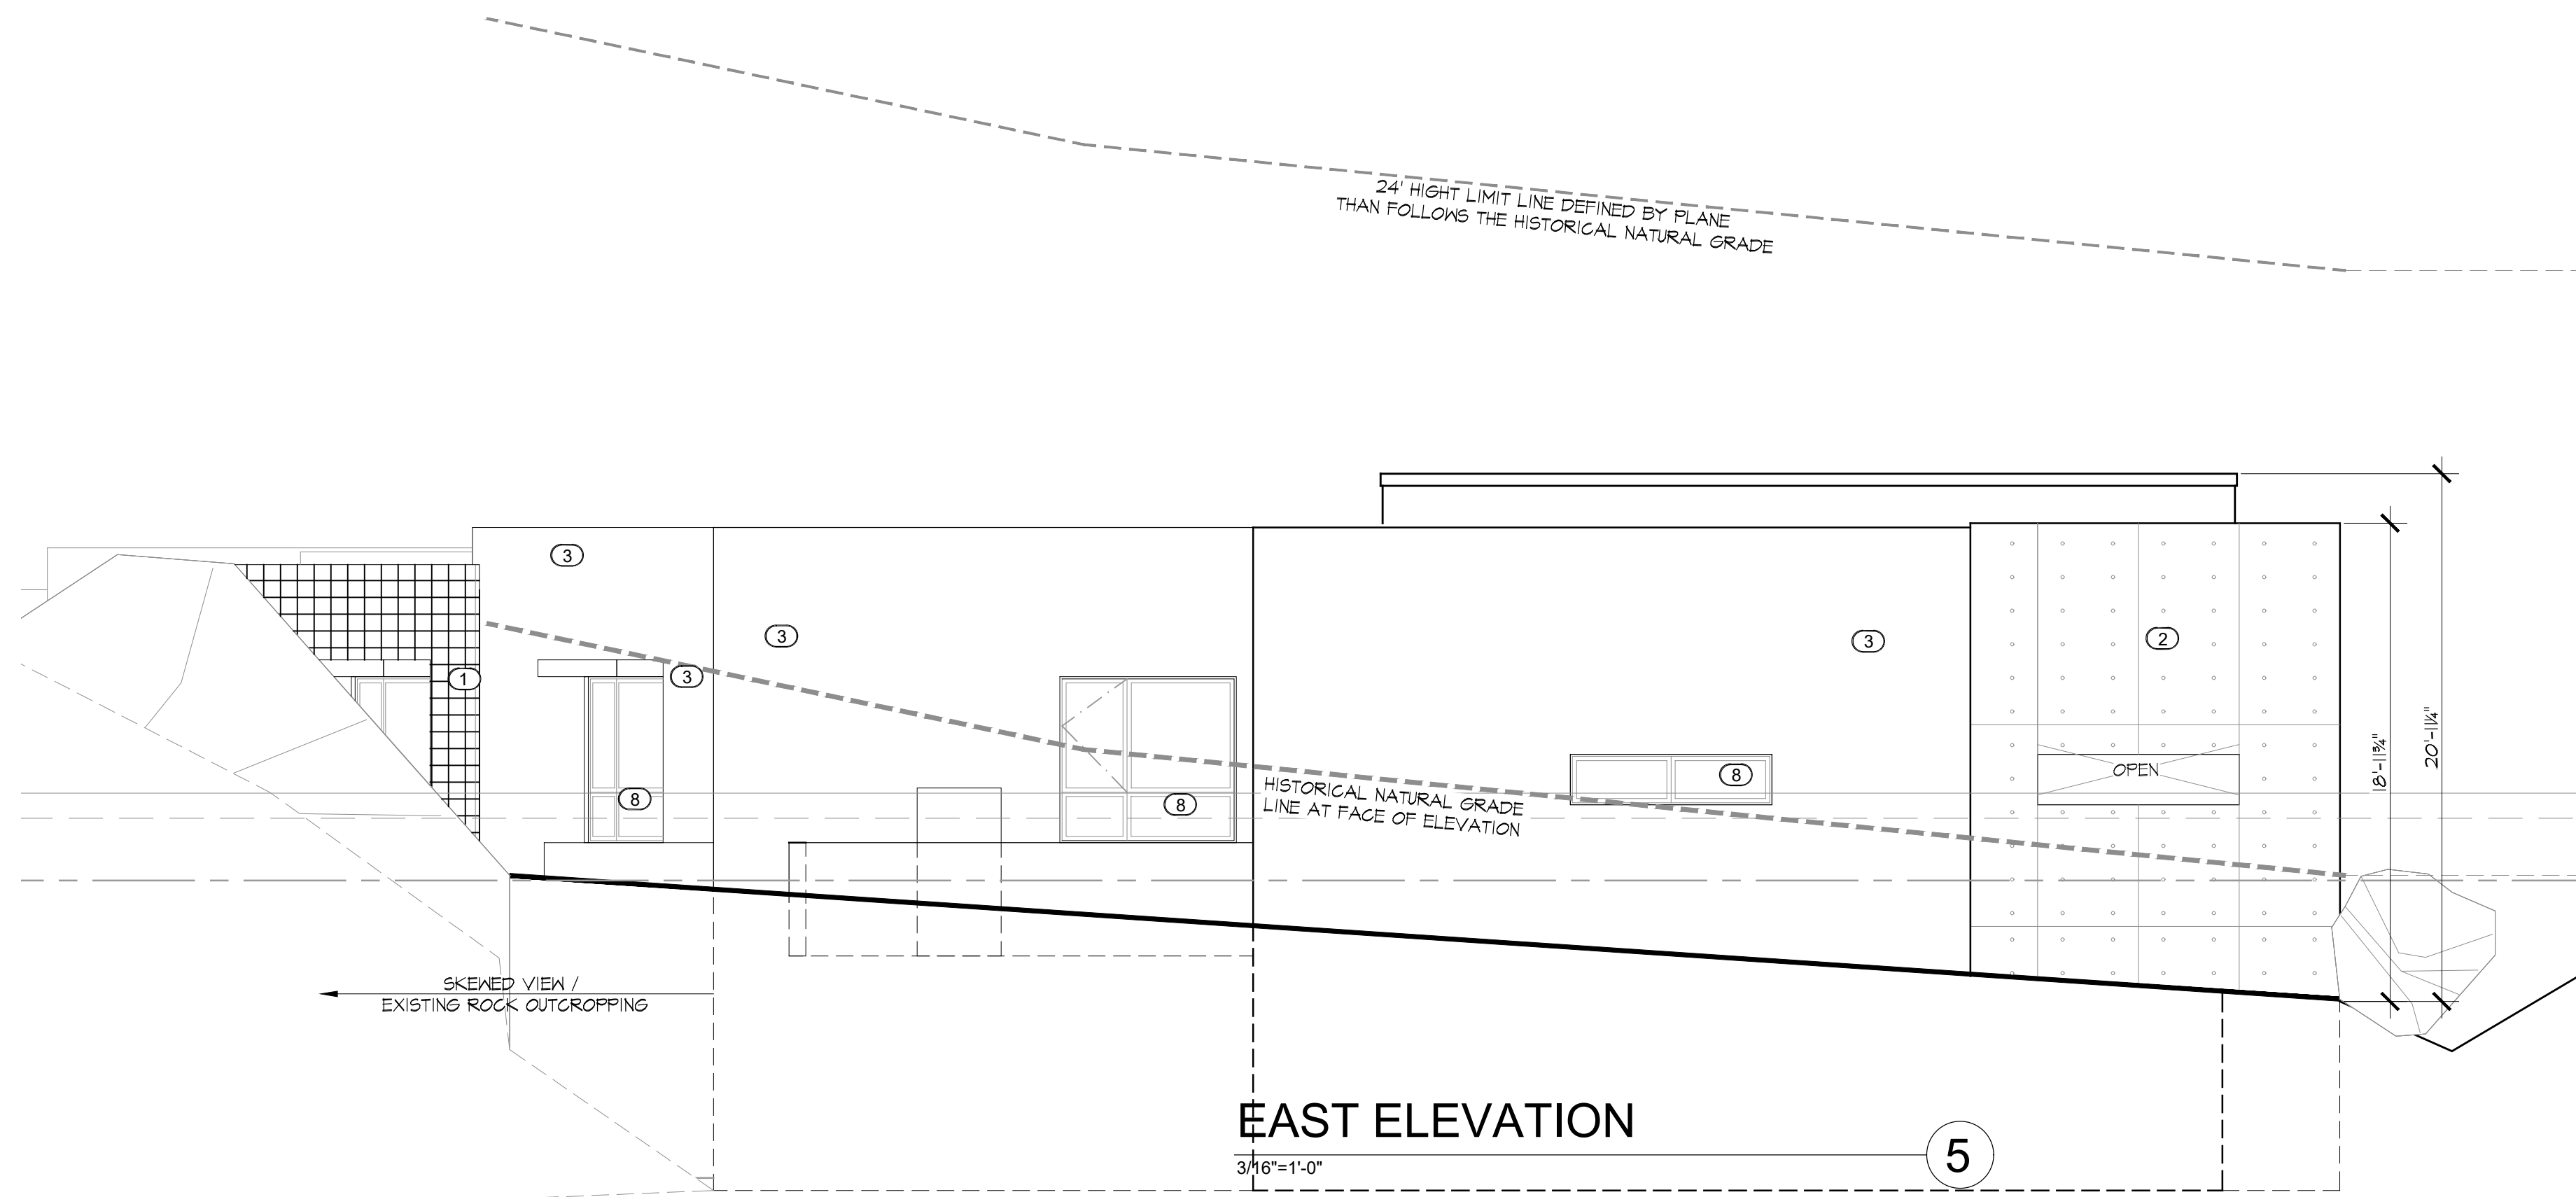 24' HIGHT LIMIT LINE DEFINED BY PLANE
THAN FOLLOWS THE HISTORICAL NATURAL GRADE
3
3
3
3
2
1
8
8
8
OPEN
18'-11¾"
20'-11¼"
HISTORICAL NATURAL GRADE
LINE AT FACE OF ELEVATION
SKEWED VIEW /
EXISTING ROCK OUTCROPPING
EAST ELEVATION
5
3/16"=1'-0"